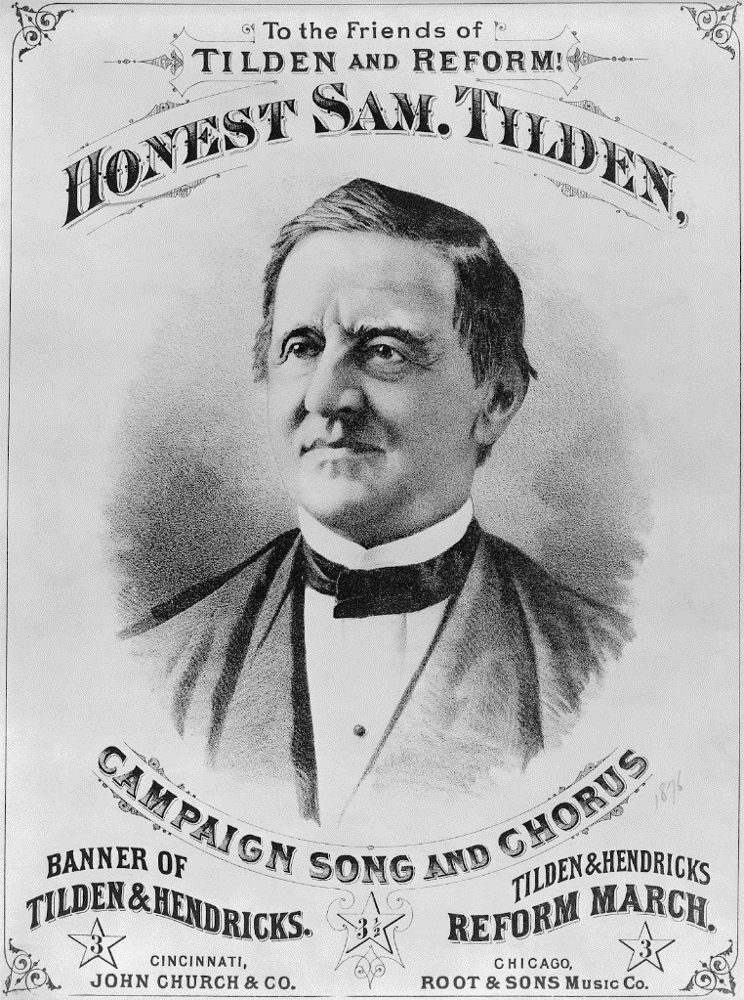 To the Friends of
TILDEN AND REFORM!
HONEST SAM. TILDEN,
CAMPAIGN SONG AND CHORUS
1876
BANNER OF
TILDEN & HENDRICKS.
3
3½
TILDEN & HENDRICKS
REFORM MARCH.
3
CINCINNATI,
JOHN CHURCH & CO.
CHICAGO,
ROOT & SONS MUSIC CO.